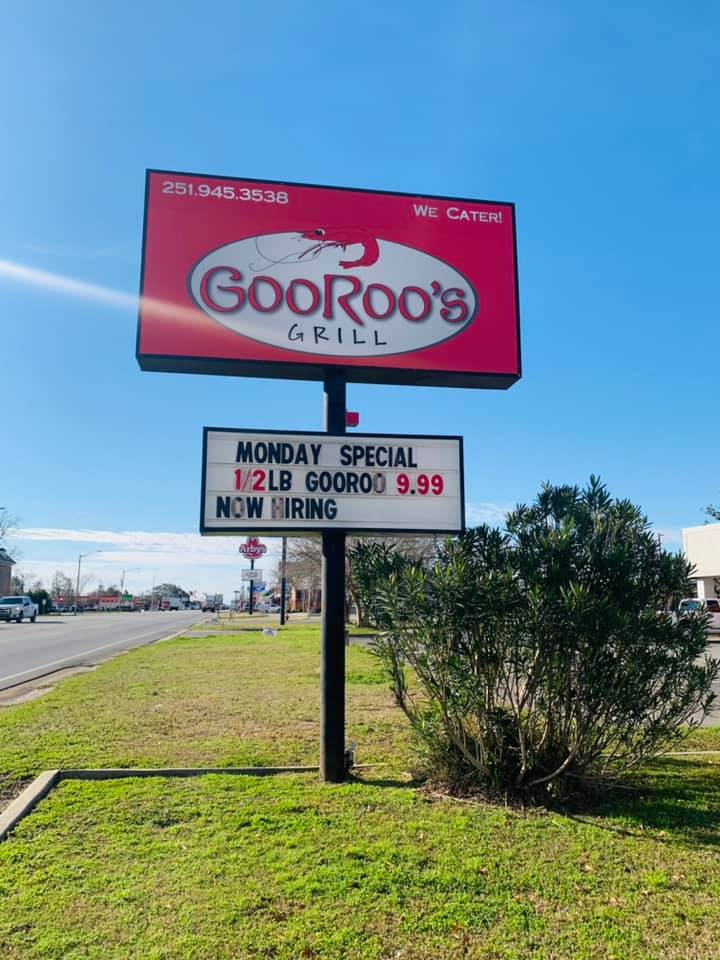 251.945.3538
WE CATER!
GOOROO'S
GRILL
MONDAY SPECIAL
1/2LB GOOROO 9.99
NOW HIRING
Arby's